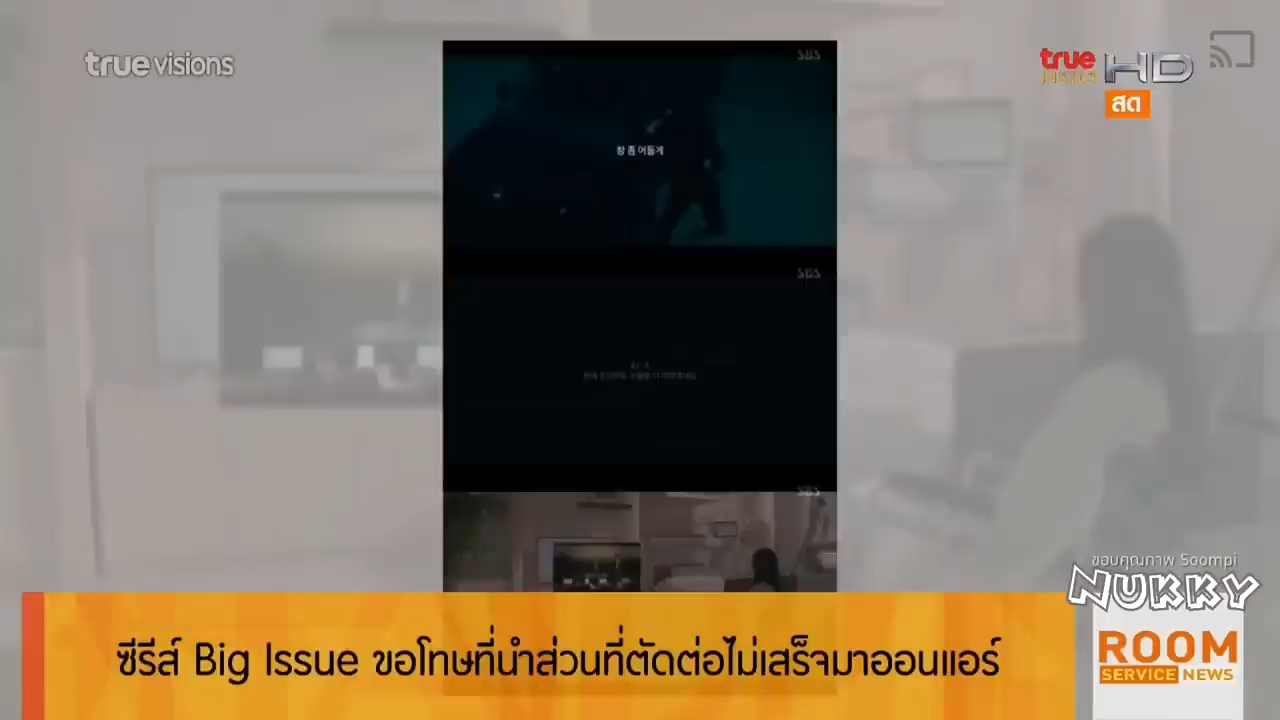 truevisions
true
HD
สด
SBS
창 좀 어둡게
SBS
SBS
ขอบคุณภาพ Soompi
NUKKY
ROOM
SERVICE NEWS
ซีรีส์ Big Issue ขอโทษที่นำส่วนที่ตัดต่อไม่เสร็จมาออนแอร์